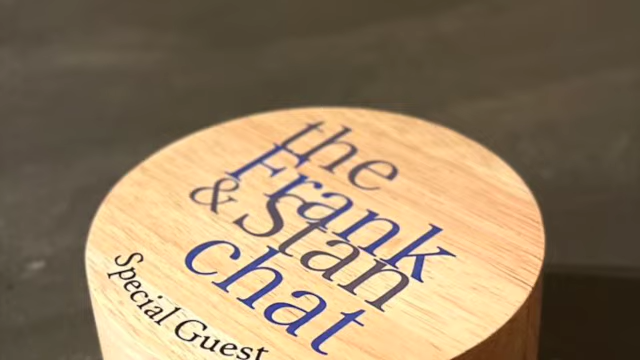 the
Frank
& Stan
chat
Special Guest